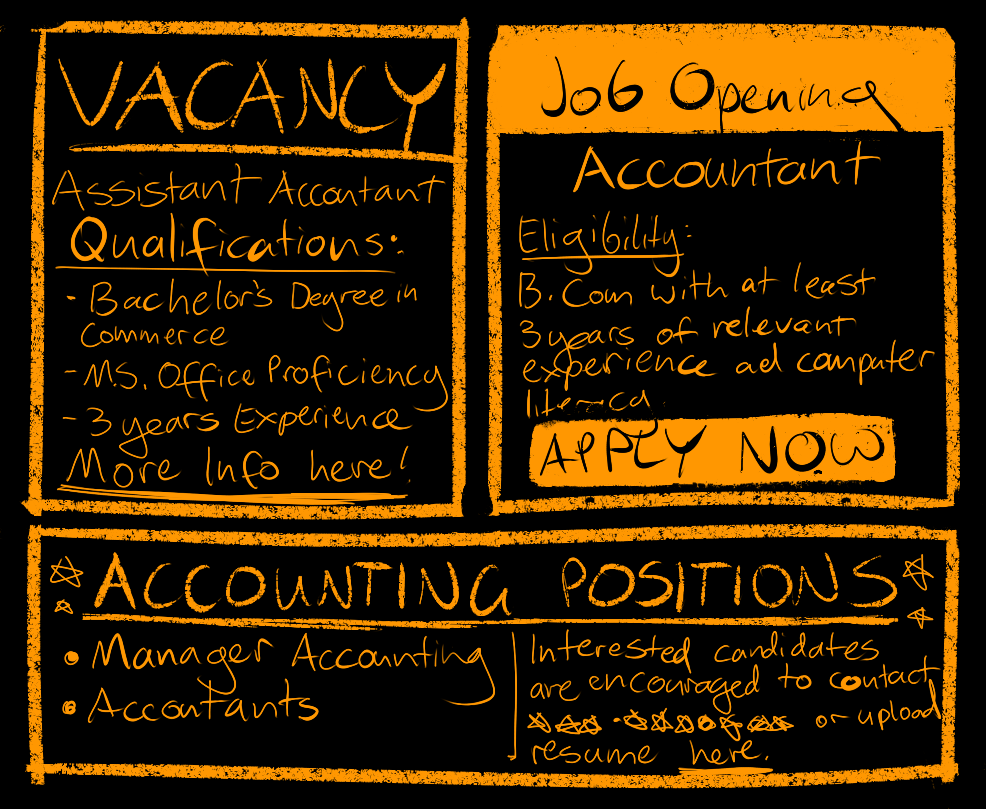 VACANCY
Assistant Accontant
Qualifications:
- Bachelor's Degree in
Commerce
- M.S. Office Proficiency
- 3 years Experience
More Info here!
Job Opening
Accountant
Eligibility:
B. Com with at least
3 years of relevant
experience ad computer
APPLY NOW
ACCOUNTING POSITIONS
• Manager Accounting
• Accontants
Interested candidates
are encouraged to contact
or upload
resume here.